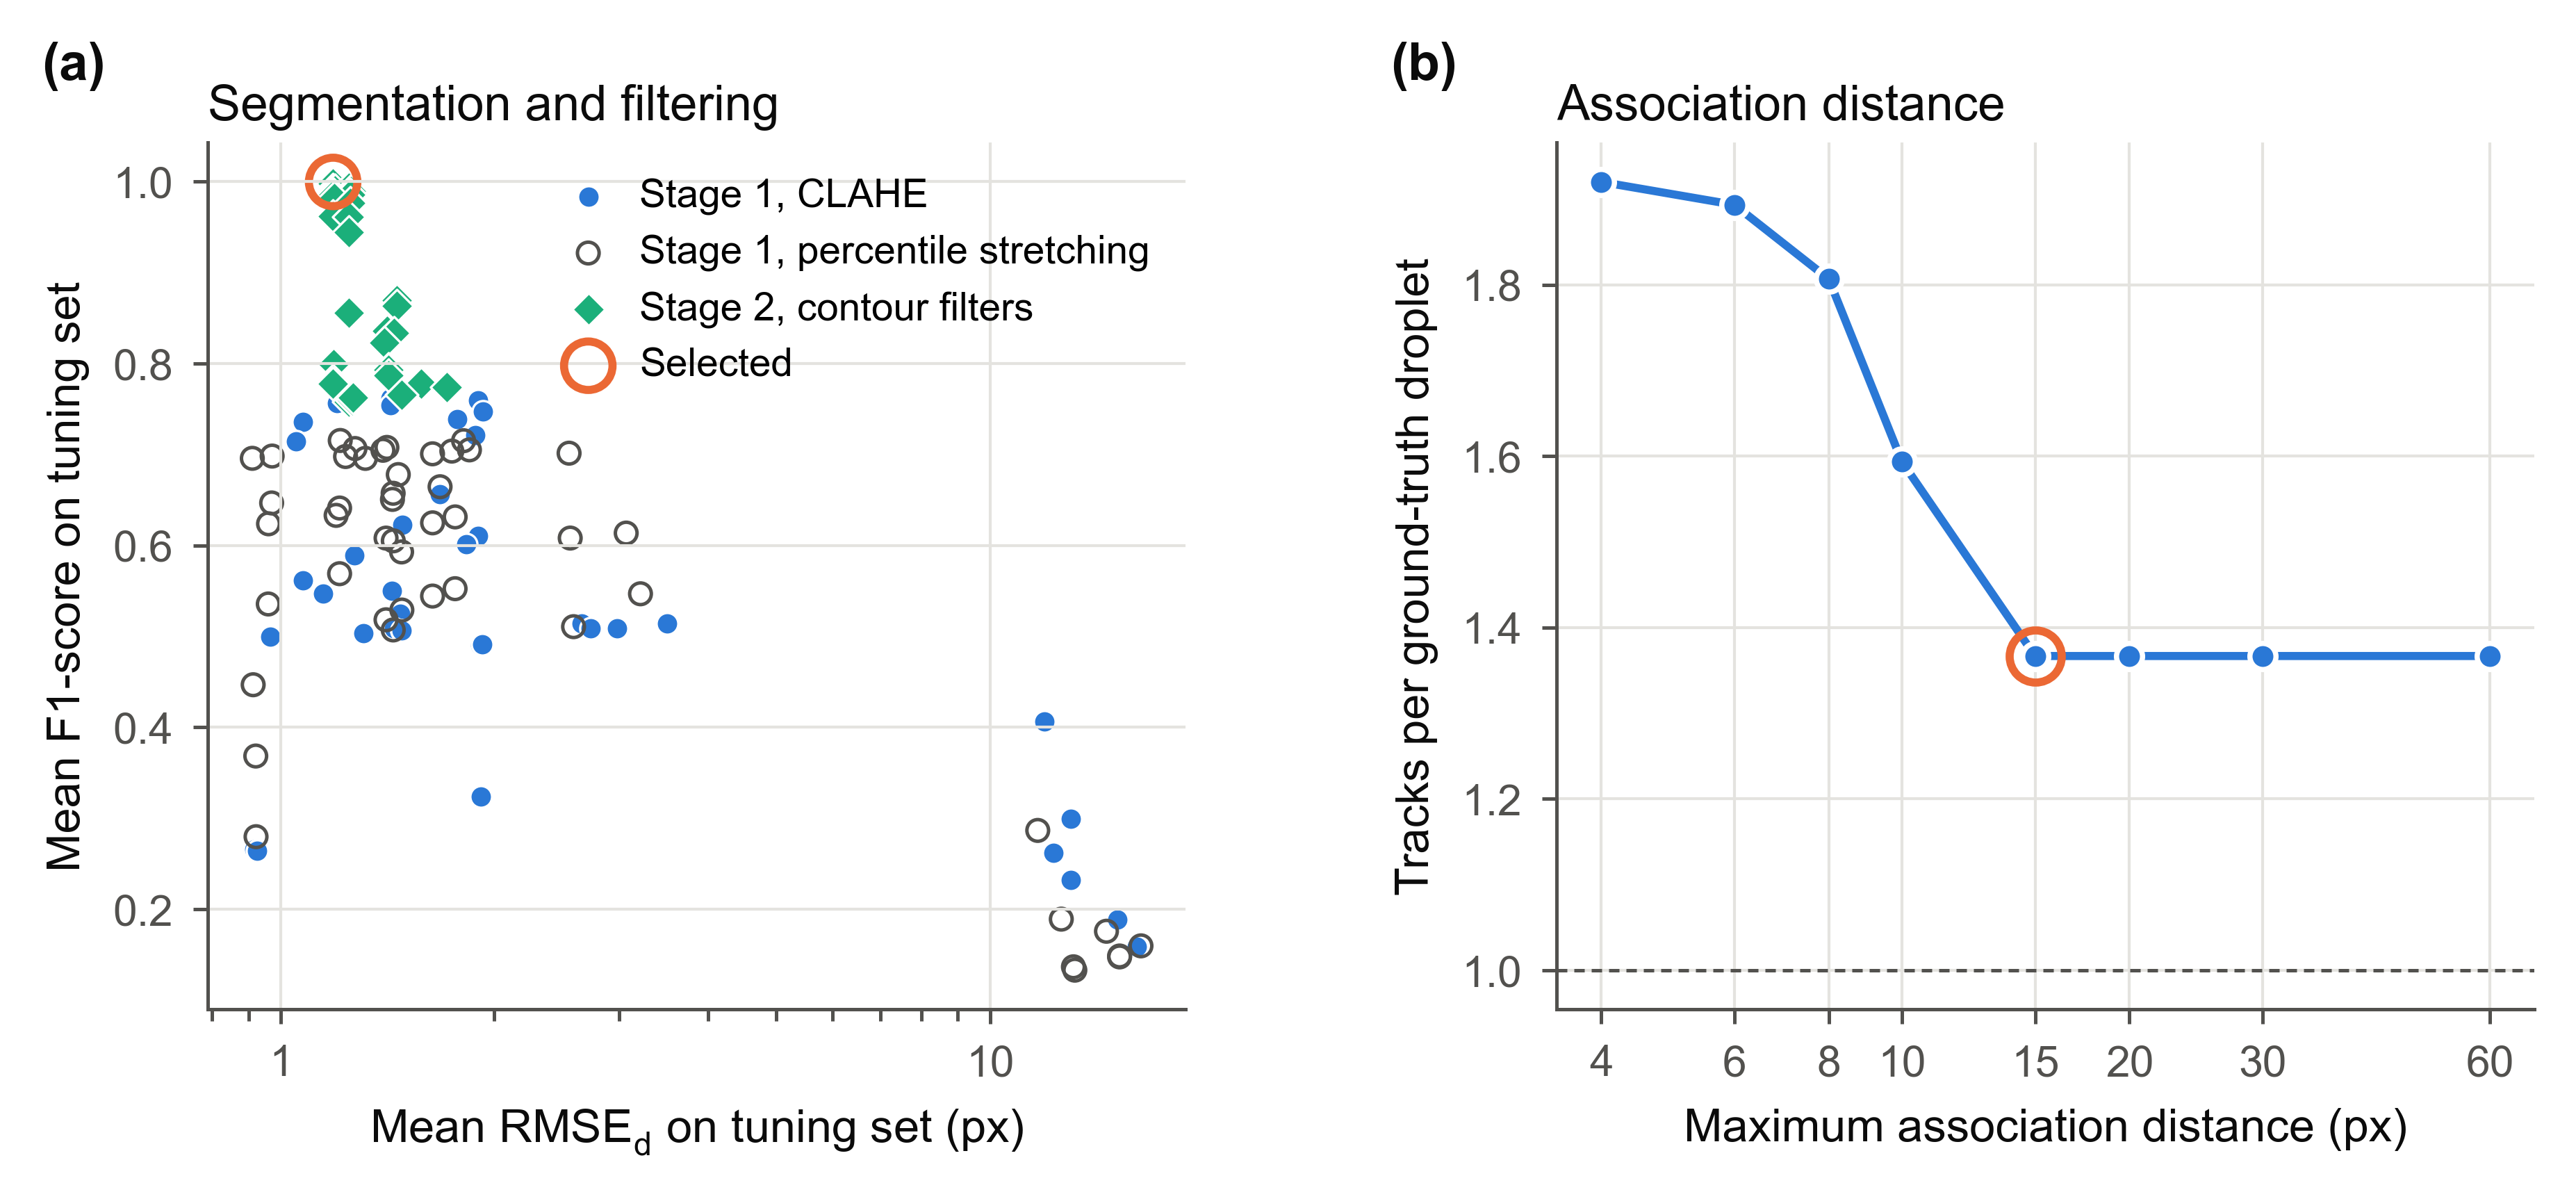 (a)
Segmentation and filtering
1.0
0.8
0.6
0.4
0.2
Mean F1-score on tuning set
Stage 1, CLAHE
Stage 1, percentile stretching
Stage 2, contour filters
Selected
1
10
Mean RMSEd on tuning set (px)
(b)
Association distance
1.8
1.6
1.4
1.2
1.0
Tracks per ground-truth droplet
4
6
8
10
15
20
30
60
Maximum association distance (px)